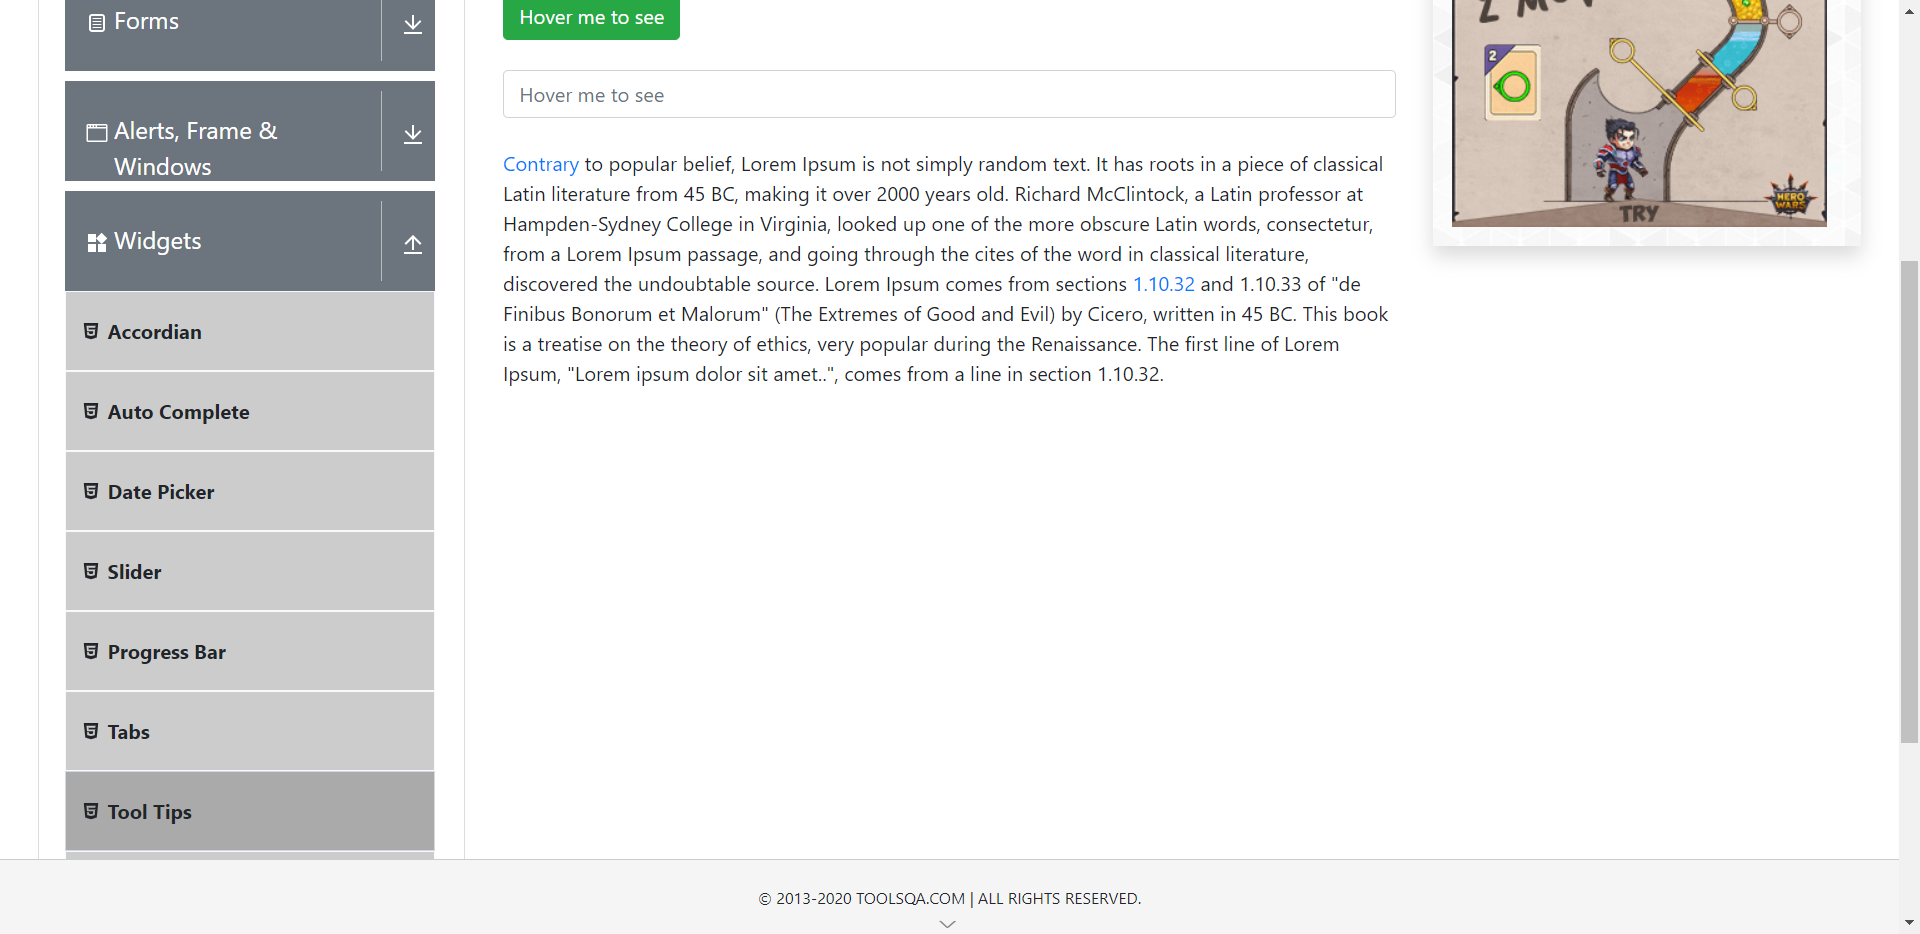 Forms
Alerts, Frame &
Windows
Widgets
Accordian
Auto Complete
Date Picker
Slider
Progress Bar
Tabs
Tool Tips
Hover me to see
Hover me to see
Contrary to popular belief, Lorem Ipsum is not simply random text. It has roots in a piece of classical
Latin literature from 45 BC, making it over 2000 years old. Richard McClintock, a Latin professor at
Hampden-Sydney College in Virginia, looked up one of the more obscure Latin words, consectetur,
from a Lorem Ipsum passage, and going through the cites of the word in classical literature,
discovered the undoubtable source. Lorem Ipsum comes from sections 1.10.32 and 1.10.33 of "de
Finibus Bonorum et Malorum" (The Extremes of Good and Evil) by Cicero, written in 45 BC. This book
is a treatise on the theory of ethics, very popular during the Renaissance. The first line of Lorem
Ipsum, "Lorem ipsum dolor sit amet..", comes from a line in section 1.10.32.
2
TRY
HERO
WARS
© 2013-2020 TOOLSQA.COM | ALL RIGHTS RESERVED.